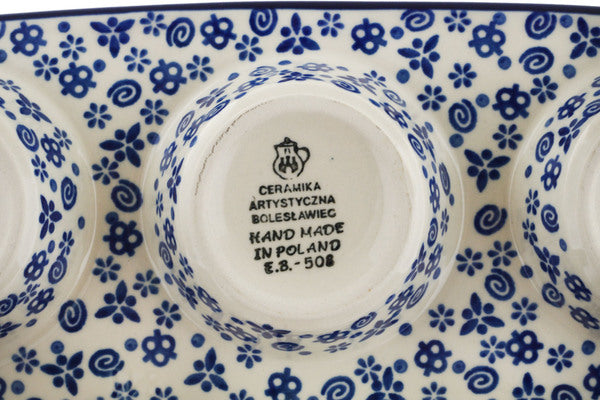 CERAMIKA
ARTYSTYCZNA
BOLESŁAWIEC
HAND MADE
IN POLAND
E.B.-508